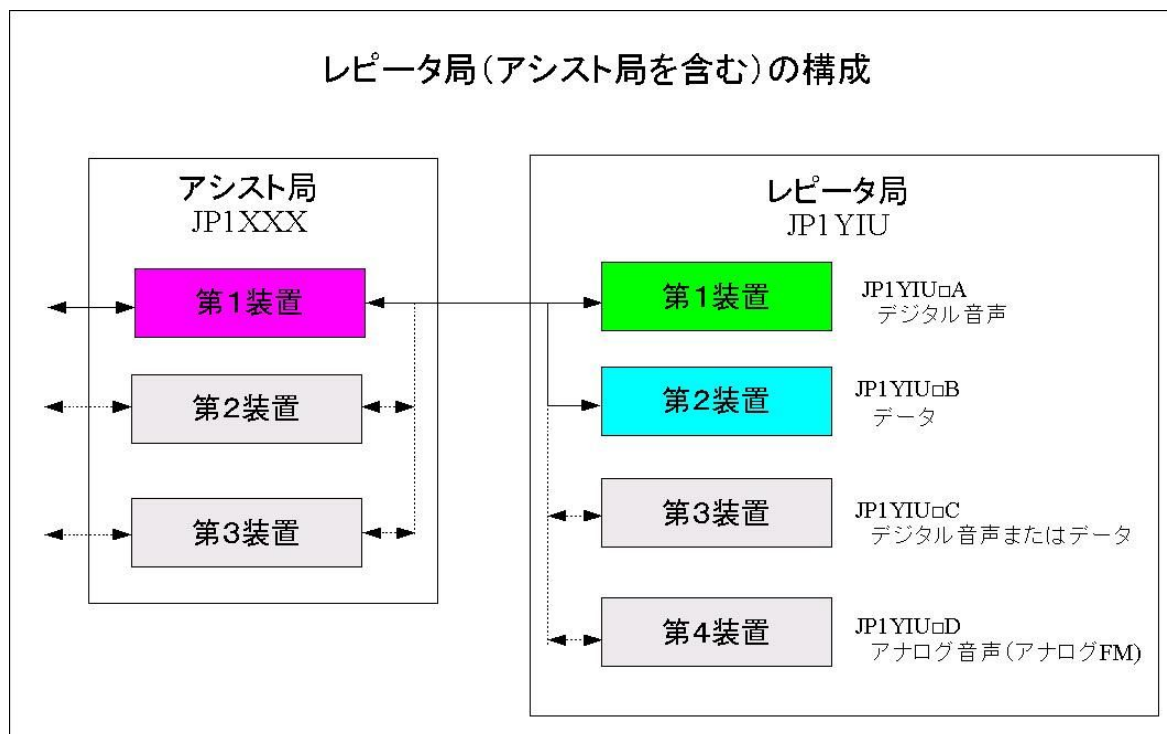 レピータ局(アシスト局を含む)の構成
アシスト局
JP1XXX
第1装置
第2装置
第3装置
レピータ局
JP1YIU
第1装置
JP1YIU□A
デジタル音声
第2装置
JP1YIU□B
データ
第3装置
JP1YIU□C
デジタル音声またはデータ
第4装置
JP1YIU□D
アナログ音声(アナログFM)